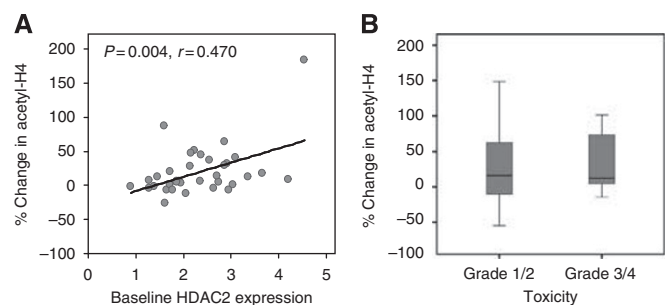 A
P=0.004, r=0.470
% Change in acetyl-H4
200
150
100
50
0
−50
−100
0
1
2
3
4
5
Baseline HDAC2 expression
B
% Change in acetyl-H4
200
150
100
50
0
−50
−100
Grade 1/2
Grade 3/4
Toxicity